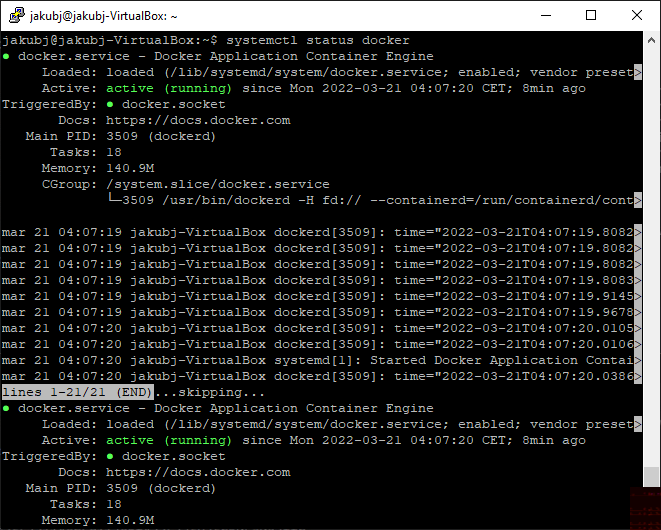 jakubj@jakubj-VirtualBox: ~
jakubj@jakubj-VirtualBox:~$ systemctl status docker
● docker.service - Docker Application Container Engine
     Loaded: loaded (/lib/systemd/system/docker.service; enabled; vendor preset>
     Active: active (running) since Mon 2022-03-21 04:07:20 CET; 8min ago
TriggeredBy: ● docker.socket
       Docs: https://docs.docker.com
   Main PID: 3509 (dockerd)
      Tasks: 18
     Memory: 140.9M
     CGroup: /system.slice/docker.service
             └─3509 /usr/bin/dockerd -H fd:// --containerd=/run/containerd/cont>
mar 21 04:07:19 jakubj-VirtualBox dockerd[3509]: time="2022-03-21T04:07:19.8082>
mar 21 04:07:19 jakubj-VirtualBox dockerd[3509]: time="2022-03-21T04:07:19.8082>
mar 21 04:07:19 jakubj-VirtualBox dockerd[3509]: time="2022-03-21T04:07:19.8082>
mar 21 04:07:19 jakubj-VirtualBox dockerd[3509]: time="2022-03-21T04:07:19.8083>
mar 21 04:07:19 jakubj-VirtualBox dockerd[3509]: time="2022-03-21T04:07:19.9145>
mar 21 04:07:19 jakubj-VirtualBox dockerd[3509]: time="2022-03-21T04:07:19.9678>
mar 21 04:07:20 jakubj-VirtualBox dockerd[3509]: time="2022-03-21T04:07:20.0105>
mar 21 04:07:20 jakubj-VirtualBox dockerd[3509]: time="2022-03-21T04:07:20.0106>
mar 21 04:07:20 jakubj-VirtualBox systemd[1]: Started Docker Application Contai>
mar 21 04:07:20 jakubj-VirtualBox dockerd[3509]: time="2022-03-21T04:07:20.0386>
lines 1-21/21 (END)...skipping...
● docker.service - Docker Application Container Engine
     Loaded: loaded (/lib/systemd/system/docker.service; enabled; vendor preset>
     Active: active (running) since Mon 2022-03-21 04:07:20 CET; 8min ago
TriggeredBy: ● docker.socket
       Docs: https://docs.docker.com
   Main PID: 3509 (dockerd)
      Tasks: 18
     Memory: 140.9M